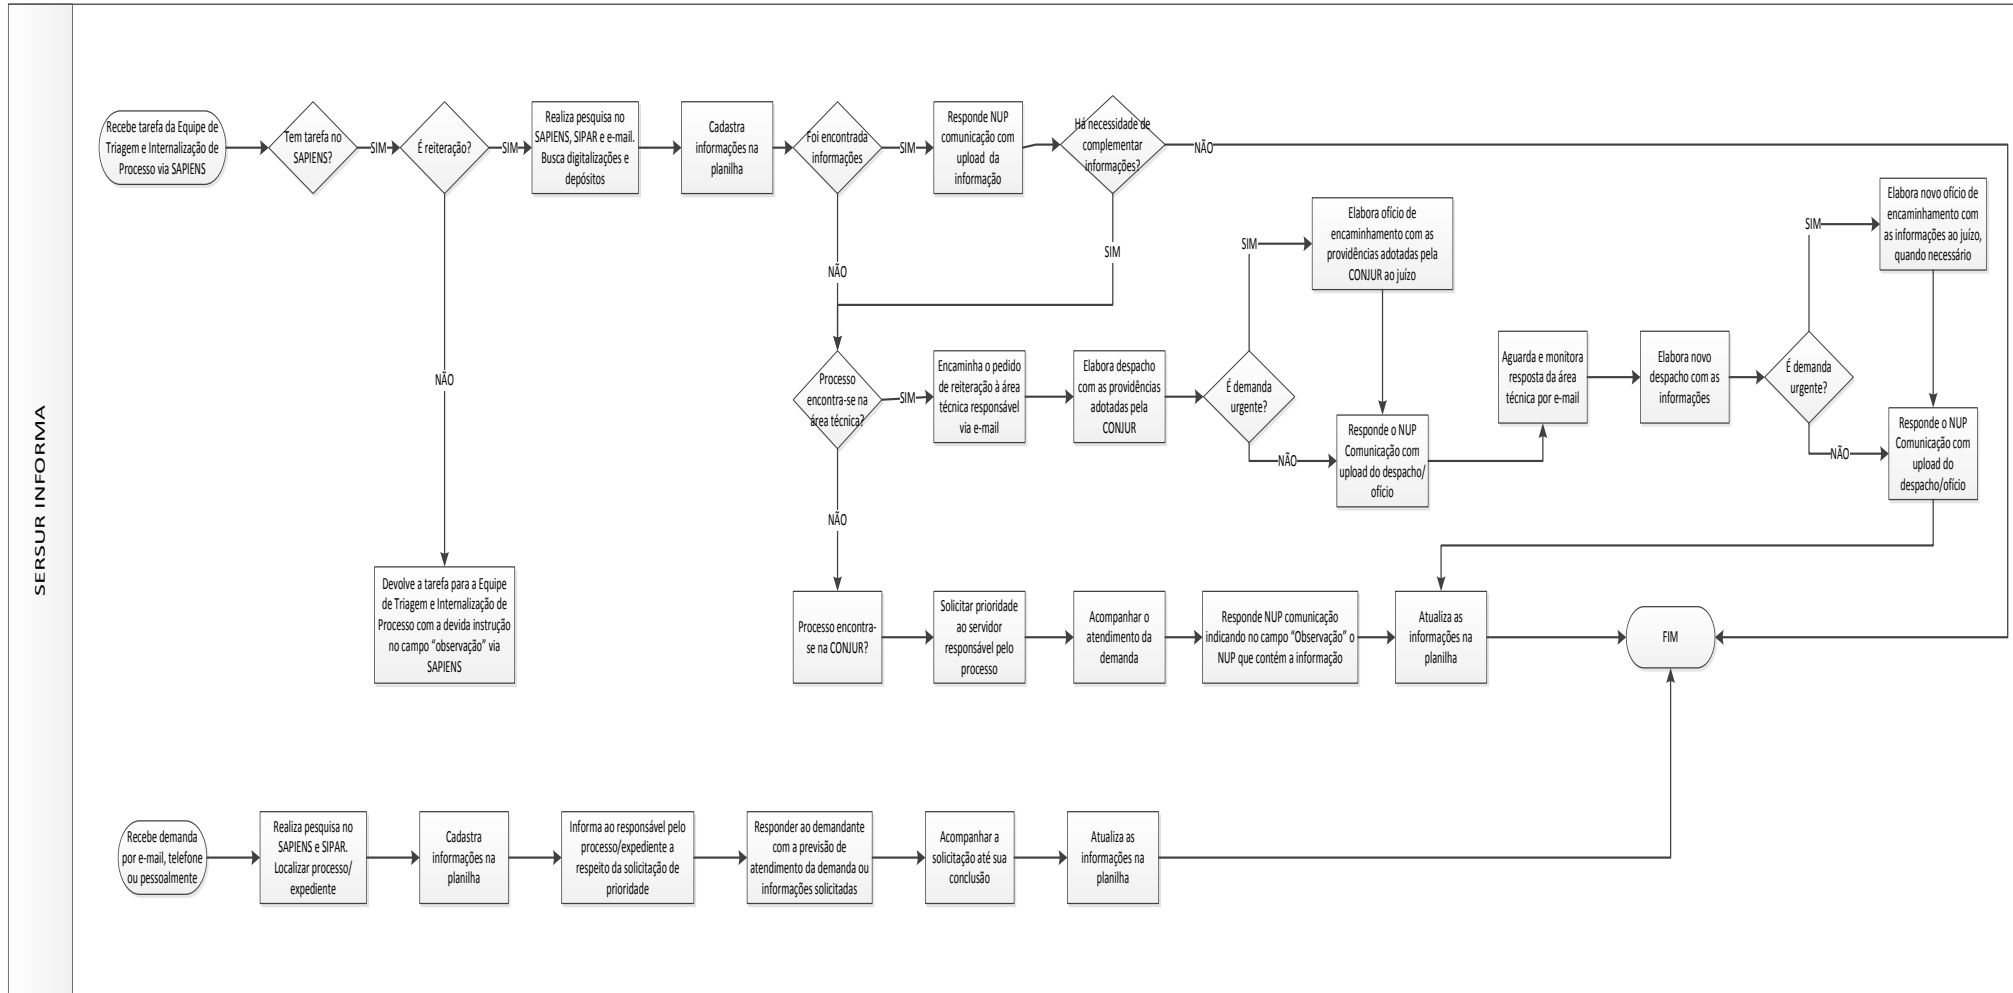 SERSUR INFORMA
Recebe tarefa da Equipe de
Triagem e Internalização de
Processo via SAPIENS
Tem tarefa no
SAPIENS?
SIM
É reiteração?
SIM
Realiza pesquisa no
SAPIENS, SIPAR e e-mail.
Busca digitalizações e
depósitos
Cadastra
informações na
planilha
Foi encontrada
informações
SIM
Responde NUP
comunicação com
upload da
informação
Há necessidade de
complementar
informações?
NÃO
NÃO
Devolve a tarefa para a Equipe
de Triagem e Internalização de
Processo com a devida instrução
no campo “observação” via
SAPIENS
NÃO
SIM
Processo
encontra-se na
área técnica?
SIM
Encaminha o pedido
de reiteração à área
técnica responsável
via e-mail
Elabora despacho
com as providências
adotadas pela
CONJUR
É demanda
urgente?
SIM
Elabora ofício de
encaminhamento com as
providências adotadas pela
CONJUR ao juízo
NÃO
Responde o NUP
Comunicação com
upload do despacho/
ofício
Aguarda e monitora
resposta da área
técnica por e-mail
Elabora novo
despacho com as
informações
É demanda
urgente?
SIM
Elabora novo ofício de
encaminhamento com
as informações ao juízo,
quando necessário
NÃO
Responde o NUP
Comunicação com
upload do
despacho/ofício
NÃO
Processo encontra-
se na CONJUR?
Solicitar prioridade
ao servidor
responsável pelo
processo
Acompanhar o
atendimento da
demanda
Responde NUP comunicação
indicando no campo “Observação” o
NUP que contém a informação
Atualiza as
informações na
planilha
FIM
Recebe demanda
por e-mail, telefone
ou pessoalmente
Realiza pesquisa no
SAPIENS e SIPAR.
Localizar processo/
expediente
Cadastra
informações na
planilha
Informa ao responsável pelo
processo/expediente a
respeito da solicitação de
prioridade
Responder ao demandante
com a previsão de
atendimento da demanda ou
informações solicitadas
Acompanhar a
solicitação até sua
conclusão
Atualiza as
informações na
planilha